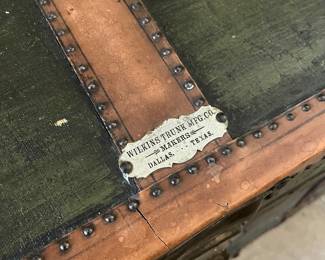 WILKINS TRUNK MFG. CO.
MAKERS
DALLAS, TEXAS.